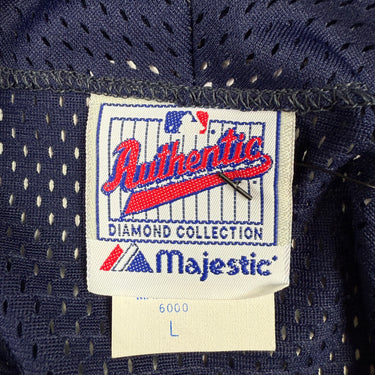 Authentic
DIAMOND COLLECTION
Majestic
6000
L